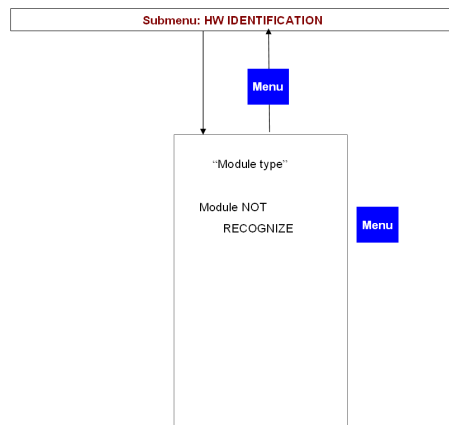 Submenu: HW IDENTIFICATION
Menu
“Module type”
Module NOT
RECOGNIZE
Menu